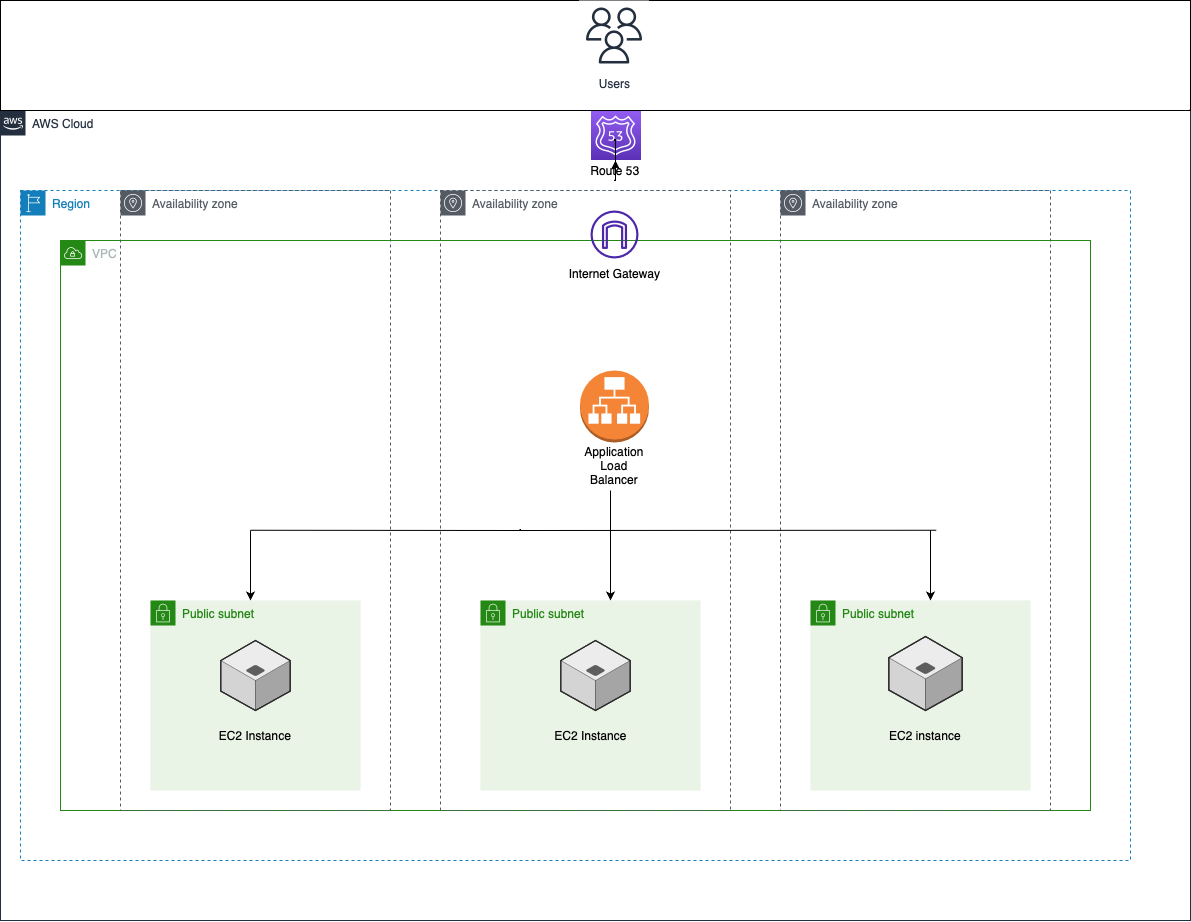 Users
aws
AWS Cloud
53
Route 53
Region
Availability zone
Availability zone
Availability zone
VPC
Internet Gateway
Application
Load
Balancer
Public subnet
Public subnet
Public subnet
EC2 Instance
EC2 Instance
EC2 instance